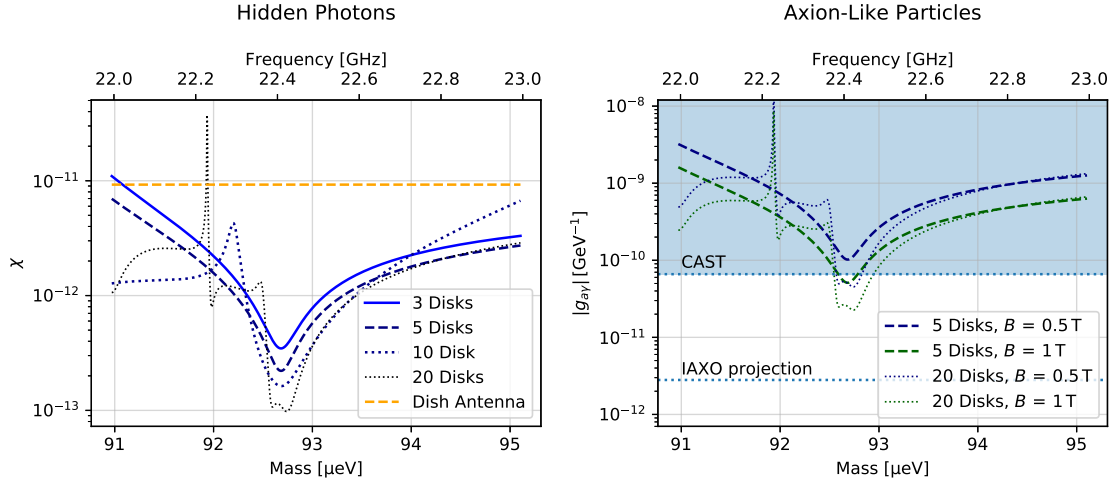 Hidden Photons
Frequency [GHz]
22.0 22.2 22.4 22.6 22.8 23.0
10⁻¹¹
10⁻¹²
10⁻¹³
χ
3 Disks
5 Disks
10 Disk
20 Disks
Dish Antenna
91 92 93 94 95
Mass [µeV]
Axion-Like Particles
Frequency [GHz]
22.0 22.2 22.4 22.6 22.8 23.0
10⁻⁸
10⁻⁹
10⁻¹⁰
10⁻¹¹
10⁻¹²
|g_{aγ}| [GeV⁻¹]
CAST
IAXO projection
5 Disks, B = 0.5 T
5 Disks, B = 1 T
20 Disks, B = 0.5 T
20 Disks, B = 1 T
91 92 93 94 95
Mass [µeV]